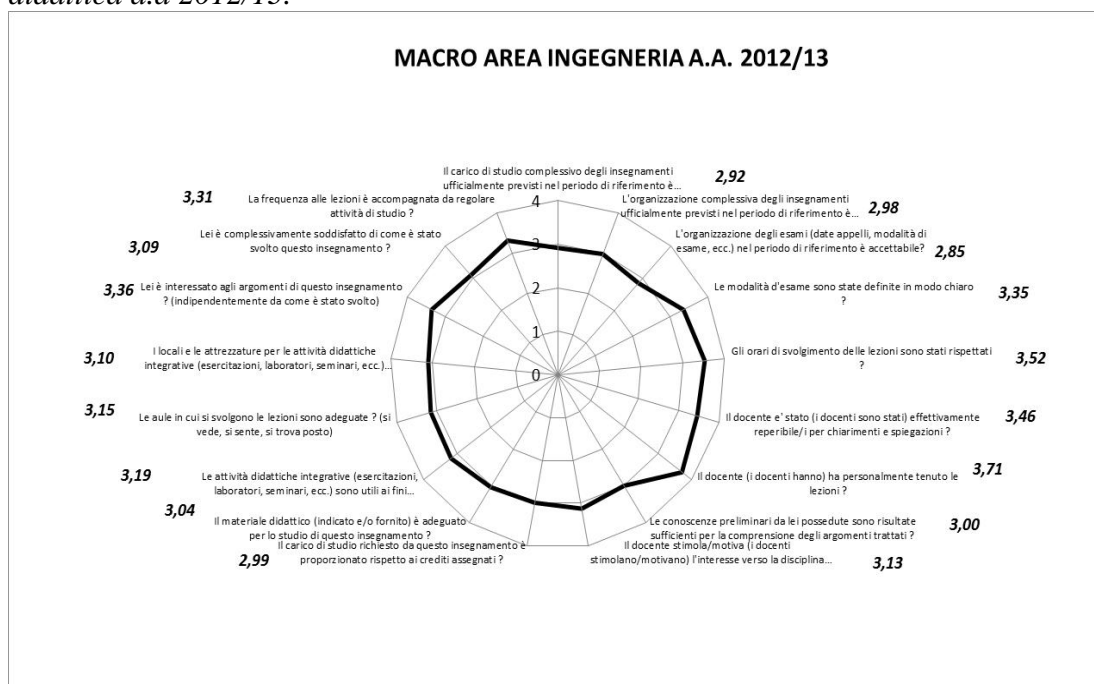 didattica a.a 2012/13.
MACRO AREA INGEGNERIA A.A. 2012/13
Il carico di studio complessivo degli insegnamenti
ufficialmente previsti nel periodo di riferimento è...
2,92
L'organizzazione complessiva degli insegnamenti
ufficialmente previsti nel periodo di riferimento è...
2,98
L'organizzazione degli esami (date appelli, modalità di
esame, ecc.) nel periodo di riferimento è accettabile?
2,85
Le modalità d'esame sono state definite in modo chiaro
?
3,35
Gli orari di svolgimento delle lezioni sono stati rispettati
?
3,52
Il docente e' stato (i docenti sono stati) effettivamente
reperibile/i per chiarimenti e spiegazioni ?
3,46
Il docente (i docenti hanno) ha personalmente tenuto le
lezioni ?
3,71
Le conoscenze preliminari da lei possedute sono risultate
sufficienti per la comprensione degli argomenti trattati ?
3,00
Il docente stimola/motiva (i docenti
stimolano/motivano) l'interesse verso la disciplina...
3,13
Il carico di studio richiesto da questo insegnamento è
proporzionato rispetto ai crediti assegnati ?
2,99
Il materiale didattico (indicato e/o fornito) è adeguato
per lo studio di questo insegnamento ?
3,04
Le attività didattiche integrative (esercitazioni,
laboratori, seminari, ecc.) sono utili ai fini...
3,19
Le aule in cui si svolgono le lezioni sono adeguate ? (si
vede, si sente, si trova posto)
3,15
I locali e le attrezzature per le attività didattiche
integrative (esercitazioni, laboratori, seminari, ecc.)...
3,10
Lei è interessato agli argomenti di questo insegnamento
? (indipendentemente da come è stato svolto)
3,36
Lei è complessivamente soddisfatto di come è stato
svolto questo insegnamento ?
3,09
La frequenza alle lezioni è accompagnata da regolare
attività di studio ?
3,31
4
3
2
1
0